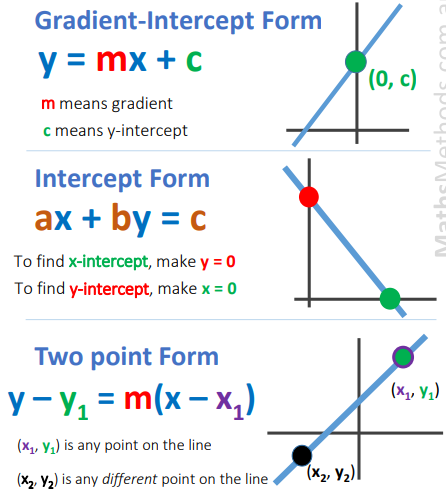 Gradient-Intercept Form
y = mx + c
(0, c)
m means gradient
c means y-intercept
Intercept Form
ax + by = c
To find x-intercept, make y = 0
To find y-intercept, make x = 0
Two point Form
y – y₁ = m(x – x₁)
(x₁, y₁)
(x₁, y₁) is any point on the line
(x₂, y₂) is any different point on the line
(x₂, y₂)
MathsMethods.com.a